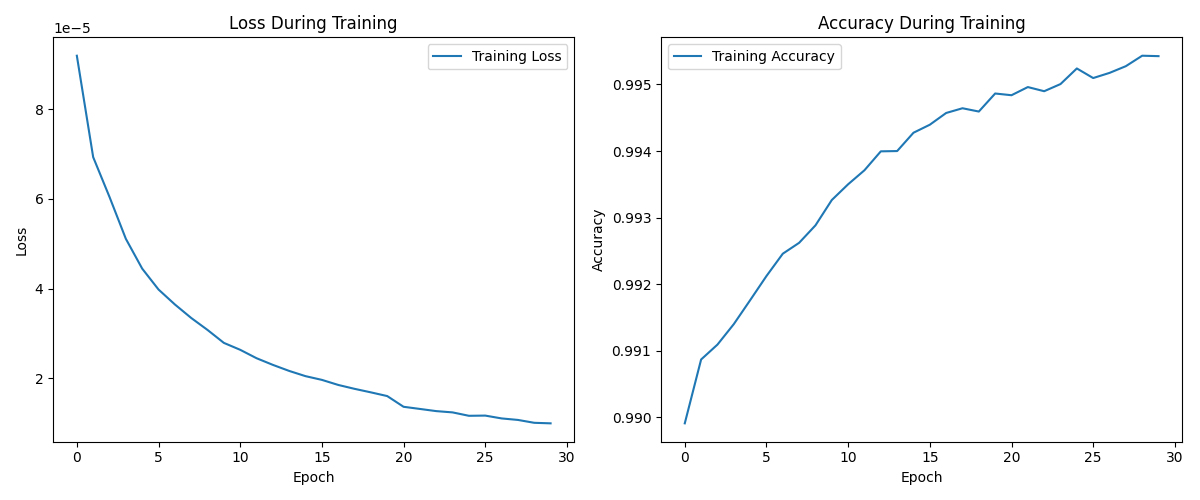 Loss During Training
1e−5
Training Loss
8
6
4
2
Loss
0 5 10 15 20 25 30
Epoch
Accuracy During Training
Training Accuracy
0.995
0.994
0.993
0.992
0.991
0.990
Accuracy
0 5 10 15 20 25 30
Epoch